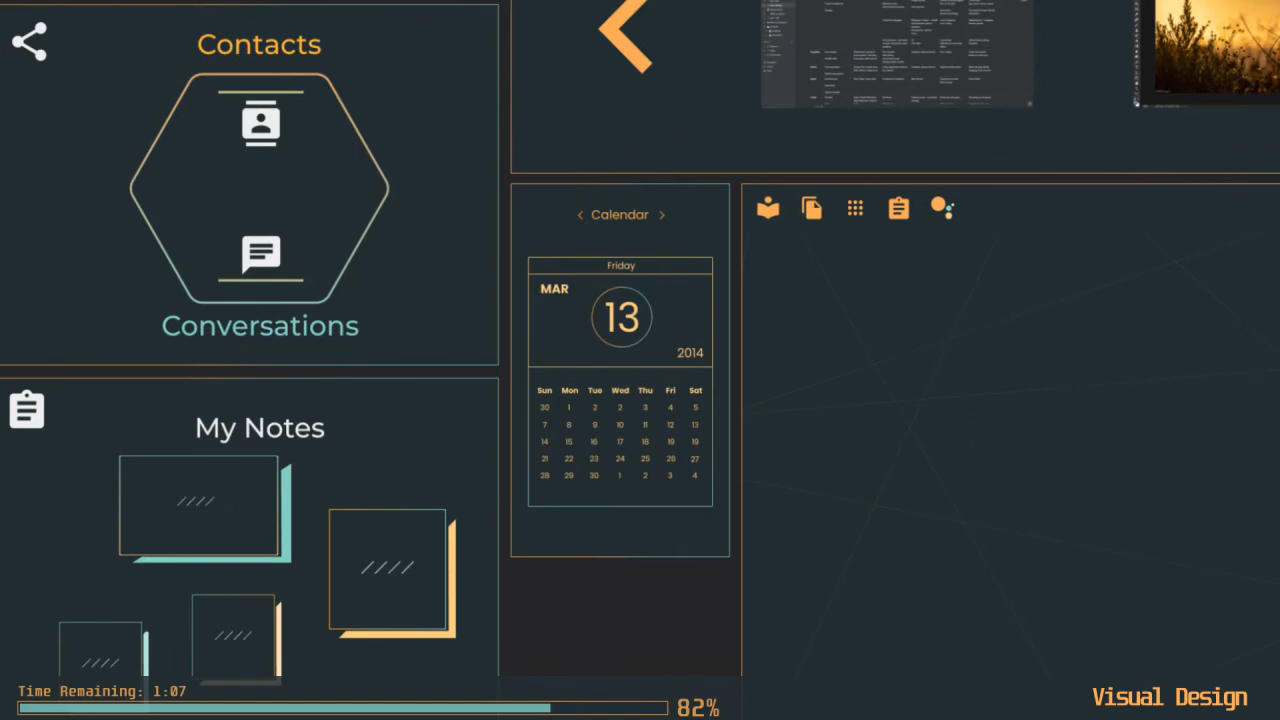 Contacts
Conversations
My Notes
Calendar
Friday
MAR
13
2014
Sun Mon Tue Wed Thu Fri Sat
30 1 2 2 3 4 5
7 8 9 10 11 12 13
14 15 16 17 18 19 19
21 22 23 24 25 26 27
28 29 30 1 2 3 4
Time Remaining: 1:07
82%
Visual Design